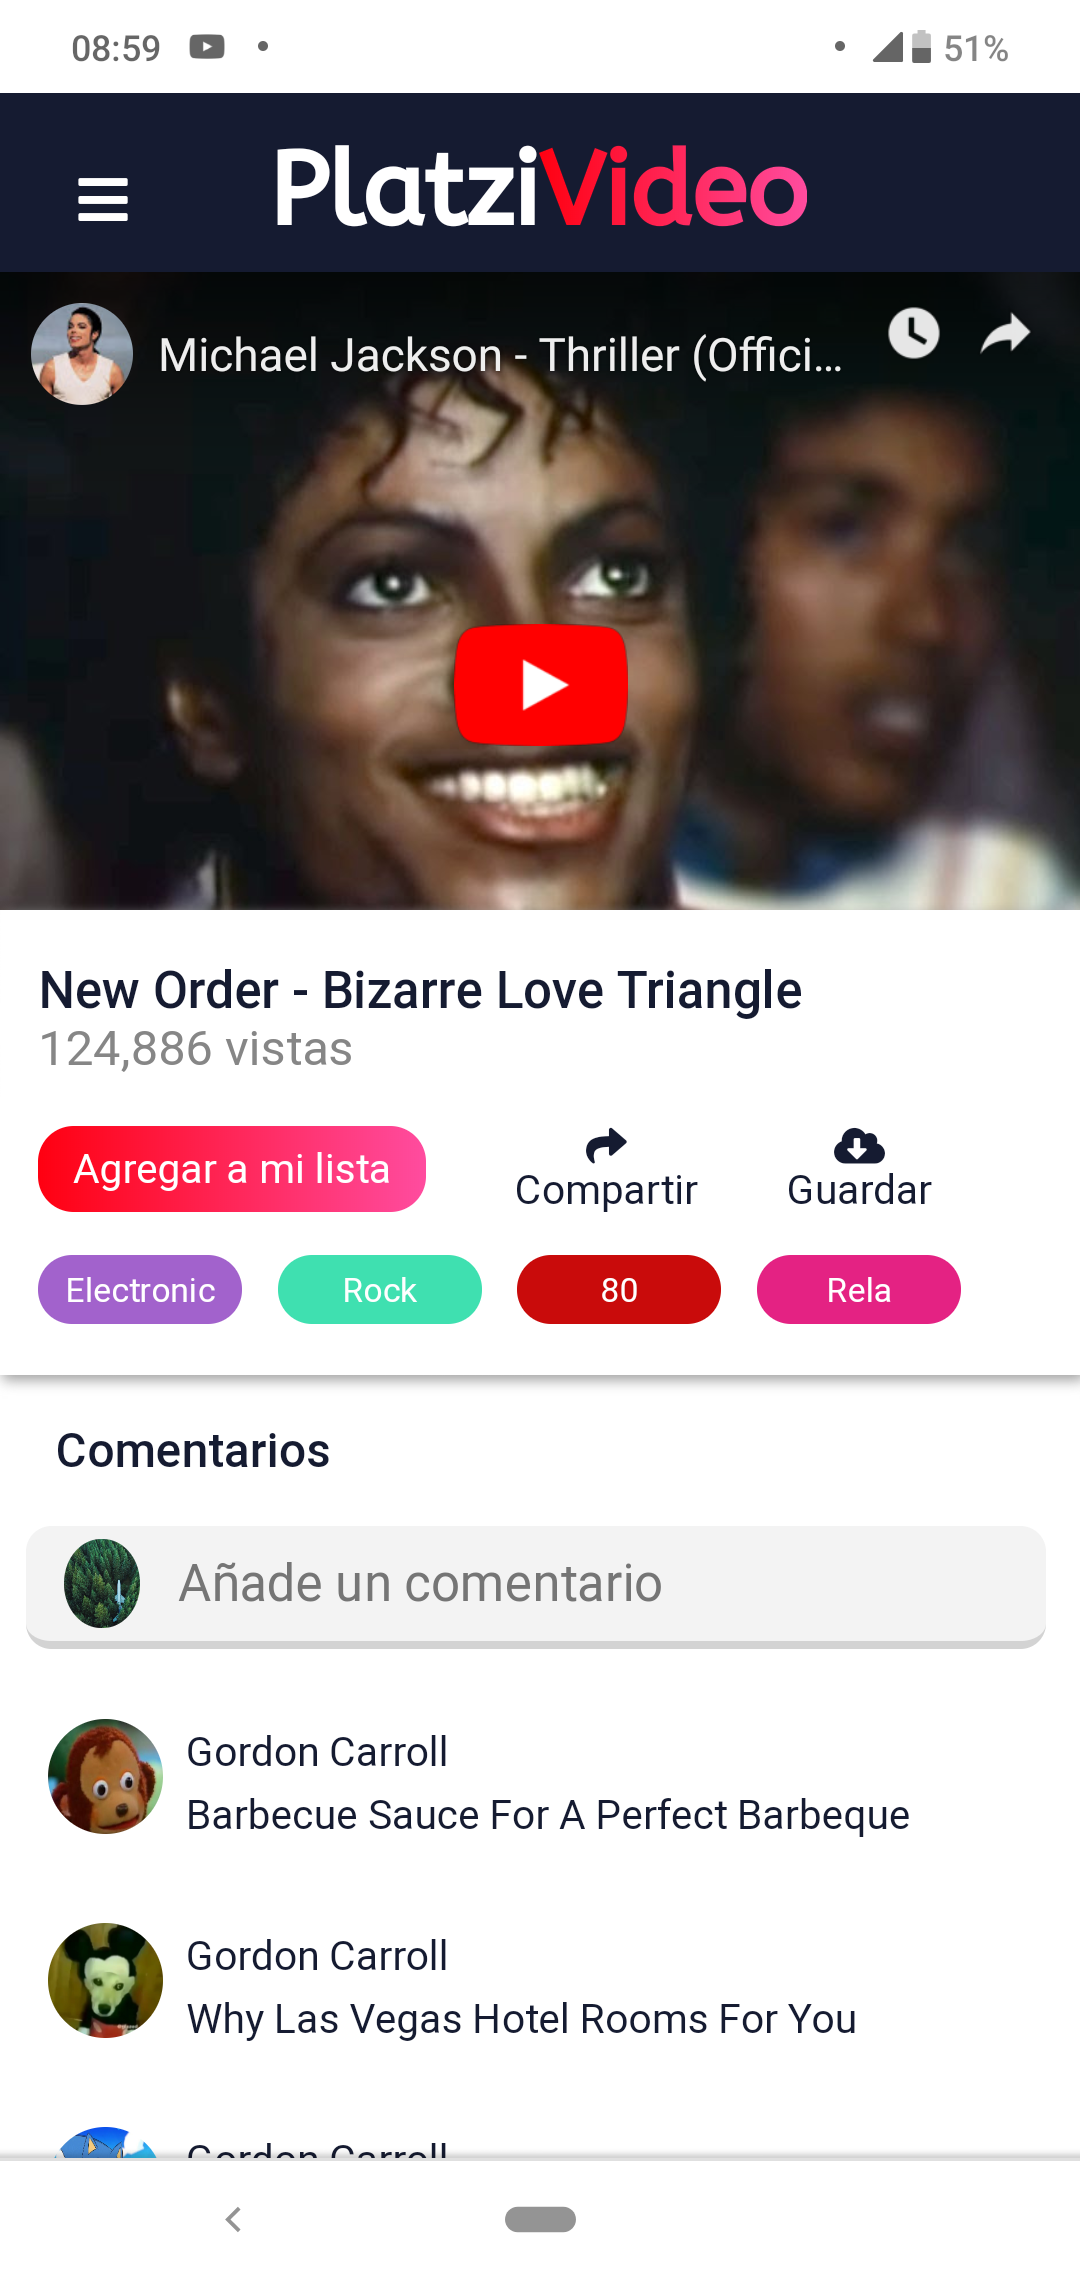 08:59
51%
PlatziVideo
Michael Jackson - Thriller (Offici...
New Order - Bizarre Love Triangle
124,886 vistas
Agregar a mi lista
Compartir
Guardar
Electronic
Rock
80
Rela
Comentarios
Añade un comentario
Gordon Carroll
Barbecue Sauce For A Perfect Barbeque
Gordon Carroll
Why Las Vegas Hotel Rooms For You
Gordon Carroll